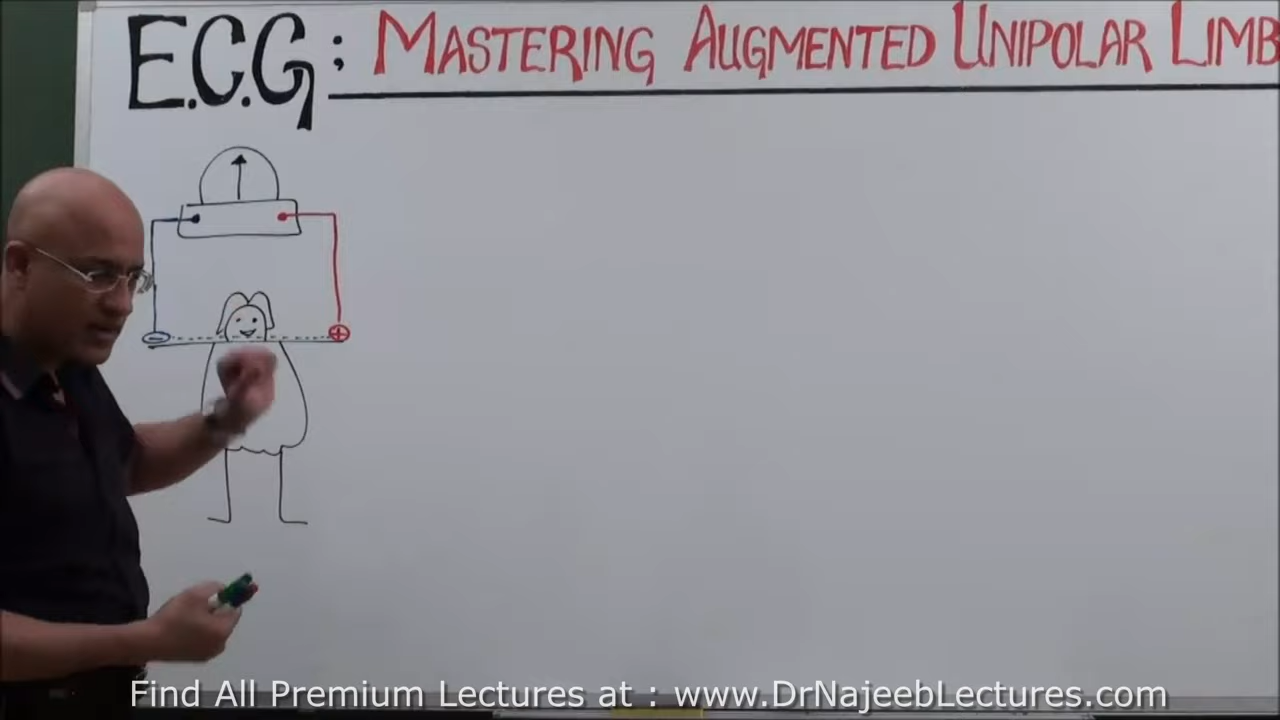 E.C.G; MASTERING AUGMENTED UNIPOLAR LIMB
−
+
Find All Premium Lectures at : www.DrNajeebLectures.com